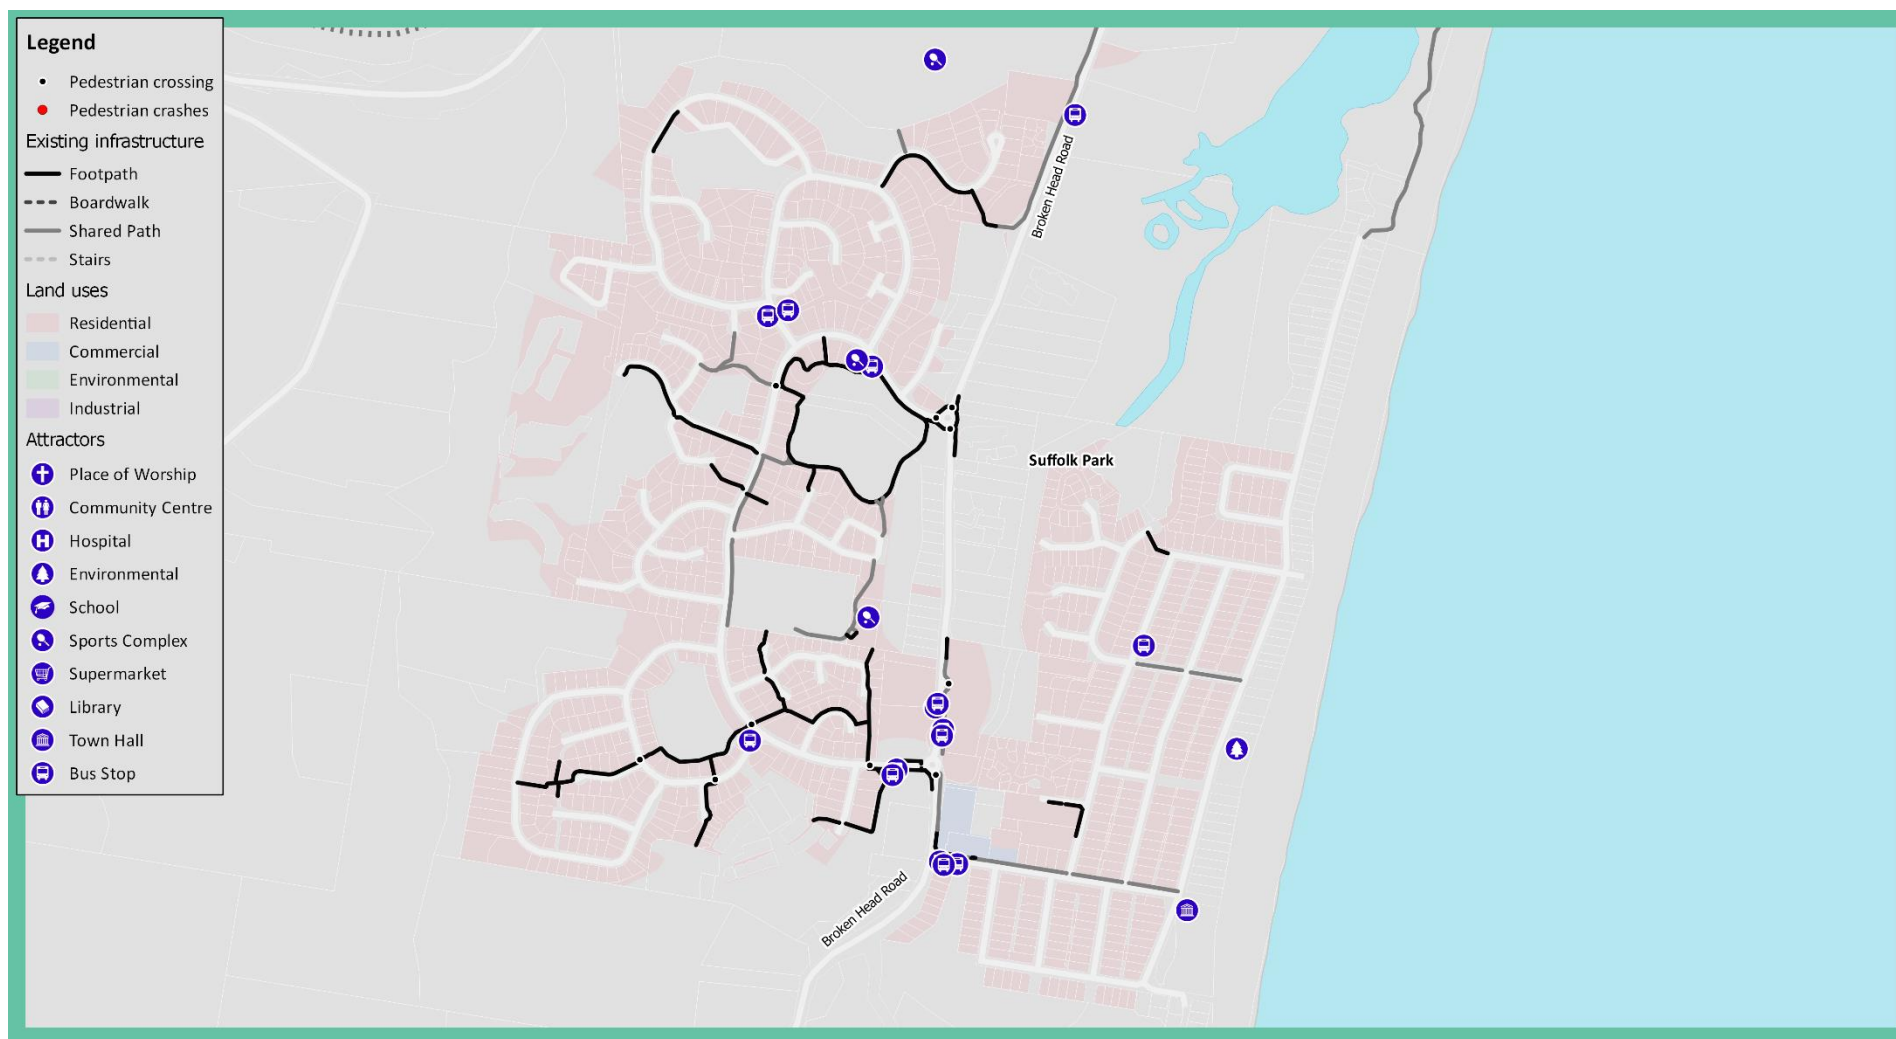 Legend
Pedestrian crossing
Pedestrian crashes
Existing infrastructure
Footpath
Boardwalk
Shared Path
Stairs
Land uses
Residential
Commercial
Environmental
Industrial
Attractors
Place of Worship
Community Centre
Hospital
Environmental
School
Sports Complex
Supermarket
Library
Town Hall
Bus Stop
Broken Head Road
Suffolk Park
Broken Head Road